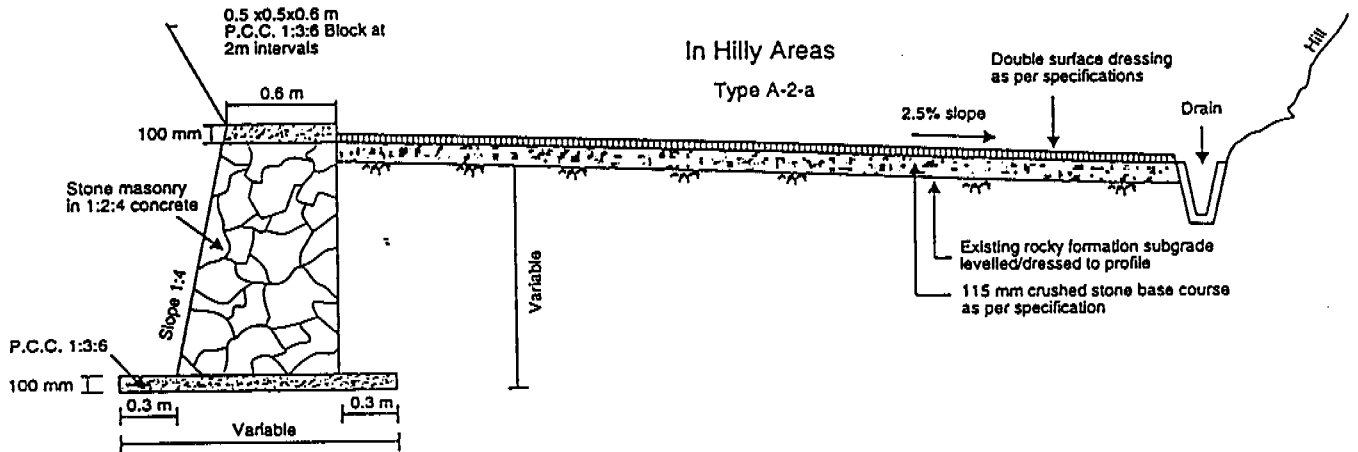 0.5 x0.5x0.6 m
P.C.C. 1:3:6 Block at
2m intervals
In Hilly Areas
Type A-2-a
Double surface dressing
as per specifications
Hill
0.6 m
2.5% slope
Drain
100 mm
Stone masonry
in 1:2:4 concrete
Slope 1:4
Variable
Existing rocky formation subgrade
levelled/dressed to profile
115 mm crushed stone base course
as per specification
P.C.C. 1:3:6
100 mm
0.3 m
0.3 m
Variable